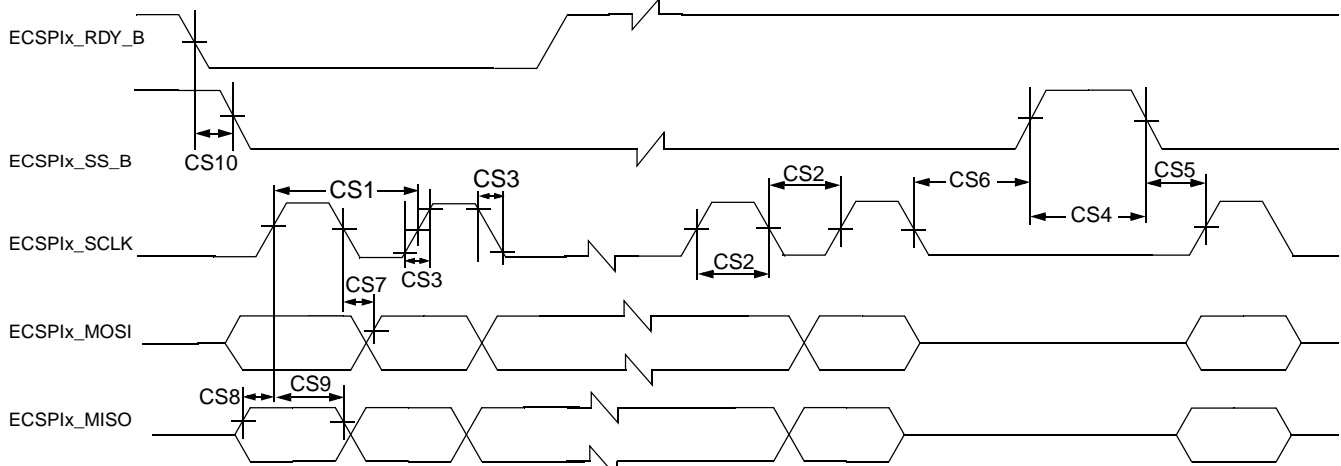 ECSPIx_RDY_B
CS10
ECSPIx_SS_B
CS1
CS3
CS2
CS6
CS5
CS4
ECSPIx_SCLK
CS3
CS2
CS7
ECSPIx_MOSI
CS8
CS9
ECSPIx_MISO